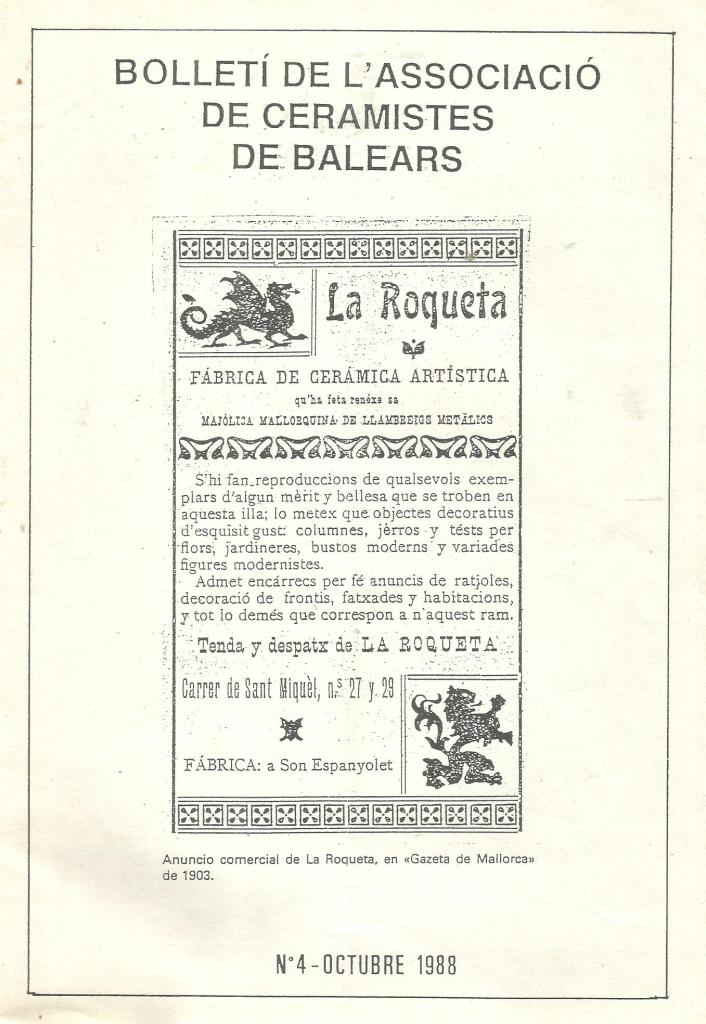 BOLLETÍ DE L'ASSOCIACIÓ
DE CERAMISTES
DE BALEARS
La Roqueta
FÁBRICA DE CERÁMICA ARTÍSTICA
qu'ha feta renéxe sa
MAJÓLICA MALLORQUINA DE LLAMBREIGS METÁLICS
S'hi fan reproduccions de qualsevols exem-
plars d'algun mèrit y bellesa que se troben en
aquesta illa; lo metex que objectes decoratius
d'esquisit gust: columnes, jèrros y tésts per
flors, jardineres, bustos moderns y variades
figures modernistes.
Admet encárrecs per fé anuncis de ratjoles,
decoració de frontis, fatxades y habitacions,
y tot lo demés que correspon a n'aquest ram.
Tenda y despatx de LA ROQUETA
Carrer de Sant Miquèl, n.s 27 y 29
FÁBRICA: a Son Espanyolet
Anuncio comercial de La Roqueta, en «Gazeta de Mallorca»
de 1903.
N°4-OCTUBRE 1988